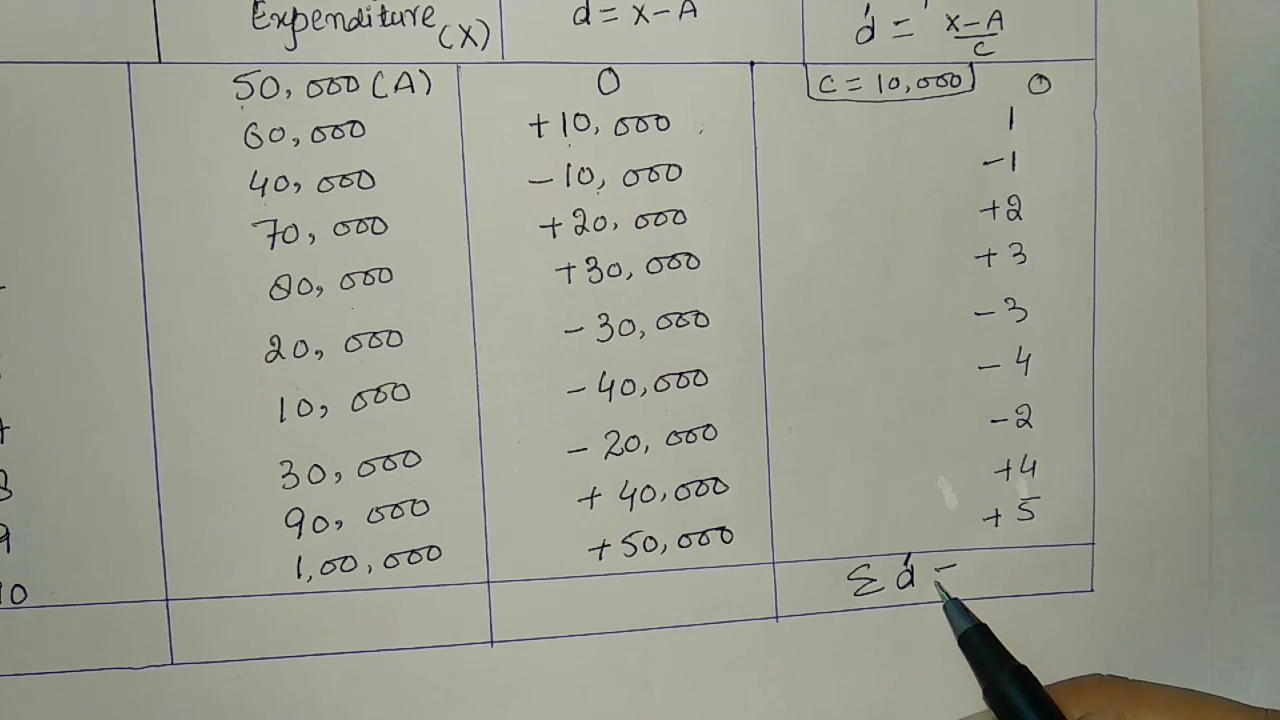 Expenditure (X) d = x-A d́ = x-A/c
50,000 (A) 0 c = 10,000 0
60,000 +10,000 1
40,000 -10,000 -1
70,000 +20,000 +2
80,000 +30,000 +3
20,000 -30,000 -3
10,000 -40,000 -4
30,000 -20,000 -2
90,000 +40,000 +4
1,00,000 +50,000 +5
10 Σd́ =